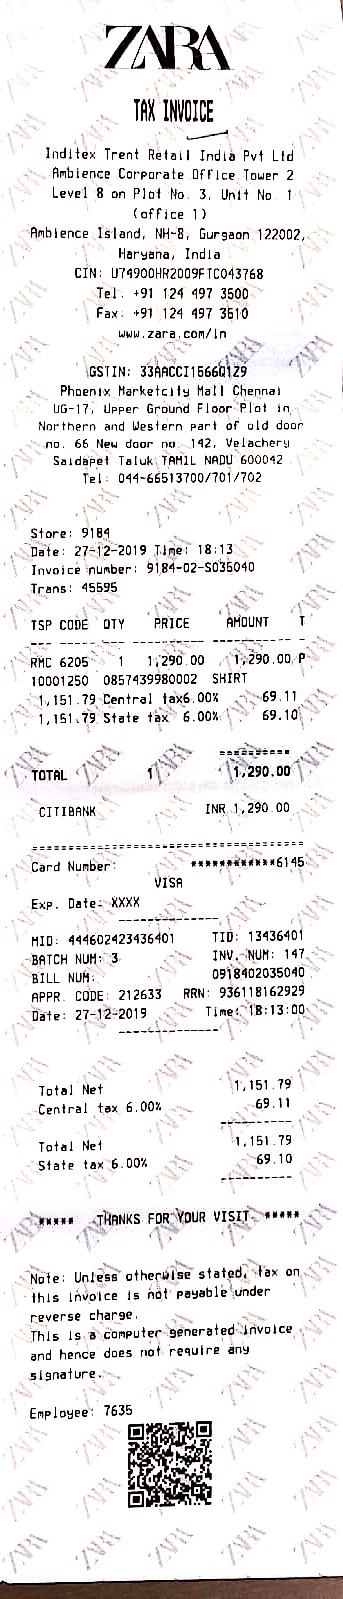 ZARA
TAX INVOICE
Inditex Trent Retail India Pvt Ltd
Ambience Corporate Office Tower 2
Level 8 on Plot No. 3, Unit No. 1
(office 1)
Ambience Island, NH-8, Gurgaon 122002,
Haryana, India
CIN: U74900HR2009FTC043768
Tel: +91 124 497 3500
Fax: +91 124 497 3510
www.zara.com/in
GSTIN: 33AACCI1566Q1Z9
Phoenix Marketcity Mall Chennai
UG-17, Upper Ground Floor Plot in
Northern and Western part of old door
no. 66 New door no. 142, Velachery
Saidapet Taluk TAMIL NADU 600042
Tel: 044-66513700/701/702
Store: 9184
Date: 27-12-2019 Time: 18:13
Invoice number: 9184-02-S035040
Trans: 45595
TSP CODE QTY PRICE AMOUNT T
RMC 6205 1 1,290.00 1,290.00 P
10001250 0857439980002 SHIRT
1,151.79 Central tax6.00% 69.11
1,151.79 State tax 6.00% 69.10
==========
TOTAL 1 1,290.00
CITIBANK INR 1,290.00
Card Number: ************6145
VISA
Exp. Date: XXXX
MID: 444602423436401 TID: 13436401
BATCH NUM: 3 INV. NUM: 147
BILL NUM: 0918402035040
APPR. CODE: 212633 RRN: 936118162929
Date: 27-12-2019 Time: 18:13:00
Total Net 1,151.79
Central tax 6.00% 69.11
Total Net 1,151.79
State tax 6.00% 69.10
***** THANKS FOR YOUR VISIT *****
Note: Unless otherwise stated, tax on
this invoice is not payable under
reverse charge.
This is a computer generated invoice
and hence does not require any
signature.
Employee: 7635